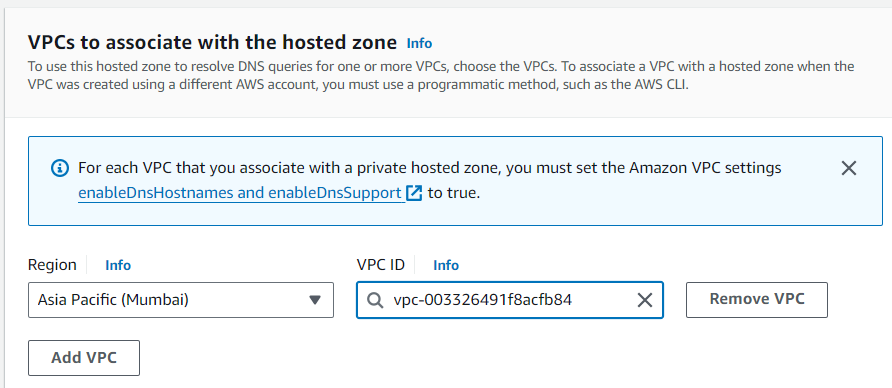 VPCs to associate with the hosted zone Info
To use this hosted zone to resolve DNS queries for one or more VPCs, choose the VPCs. To associate a VPC with a hosted zone when the
VPC was created using a different AWS account, you must use a programmatic method, such as the AWS CLI.
For each VPC that you associate with a private hosted zone, you must set the Amazon VPC settings
enableDnsHostnames and enableDnsSupport to true.
Region Info VPC ID Info
Asia Pacific (Mumbai) vpc-003326491f8acfb84 Remove VPC
Add VPC